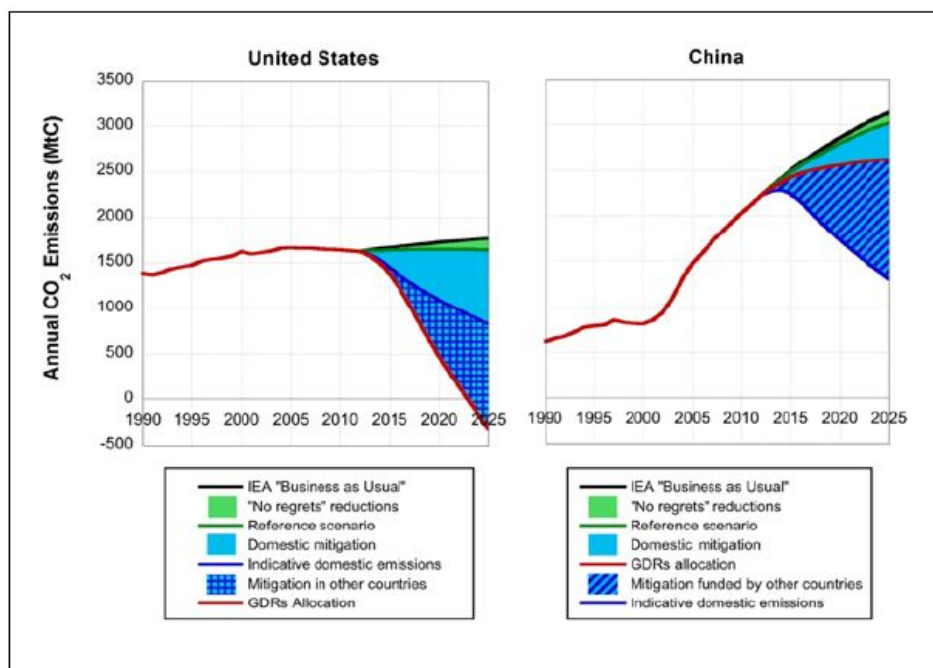 United States
China
Annual CO2 Emissions (MtC)
3500
3000
2500
2000
1500
1000
500
0
-500
1990 1995 2000 2005 2010 2015 2020 2025
1990 1995 2000 2005 2010 2015 2020 2025
IEA "Business as Usual"
"No regrets" reductions
Reference scenario
Domestic mitigation
Indicative domestic emissions
Mitigation in other countries
GDRs Allocation
IEA "Business as Usual"
"No regrets" reductions
Reference scenario
Domestic mitigation
GDRs allocation
Mitigation funded by other countries
Indicative domestic emissions